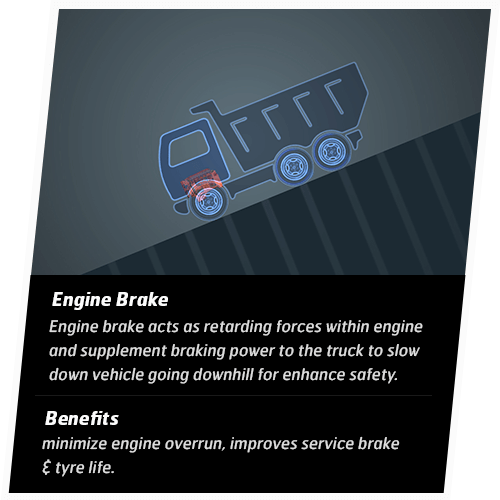 Engine Brake
Engine brake acts as retarding forces within engine
and supplement braking power to the truck to slow
down vehicle going downhill for enhance safety.
Benefits
minimize engine overrun, improves service brake
& tyre life.